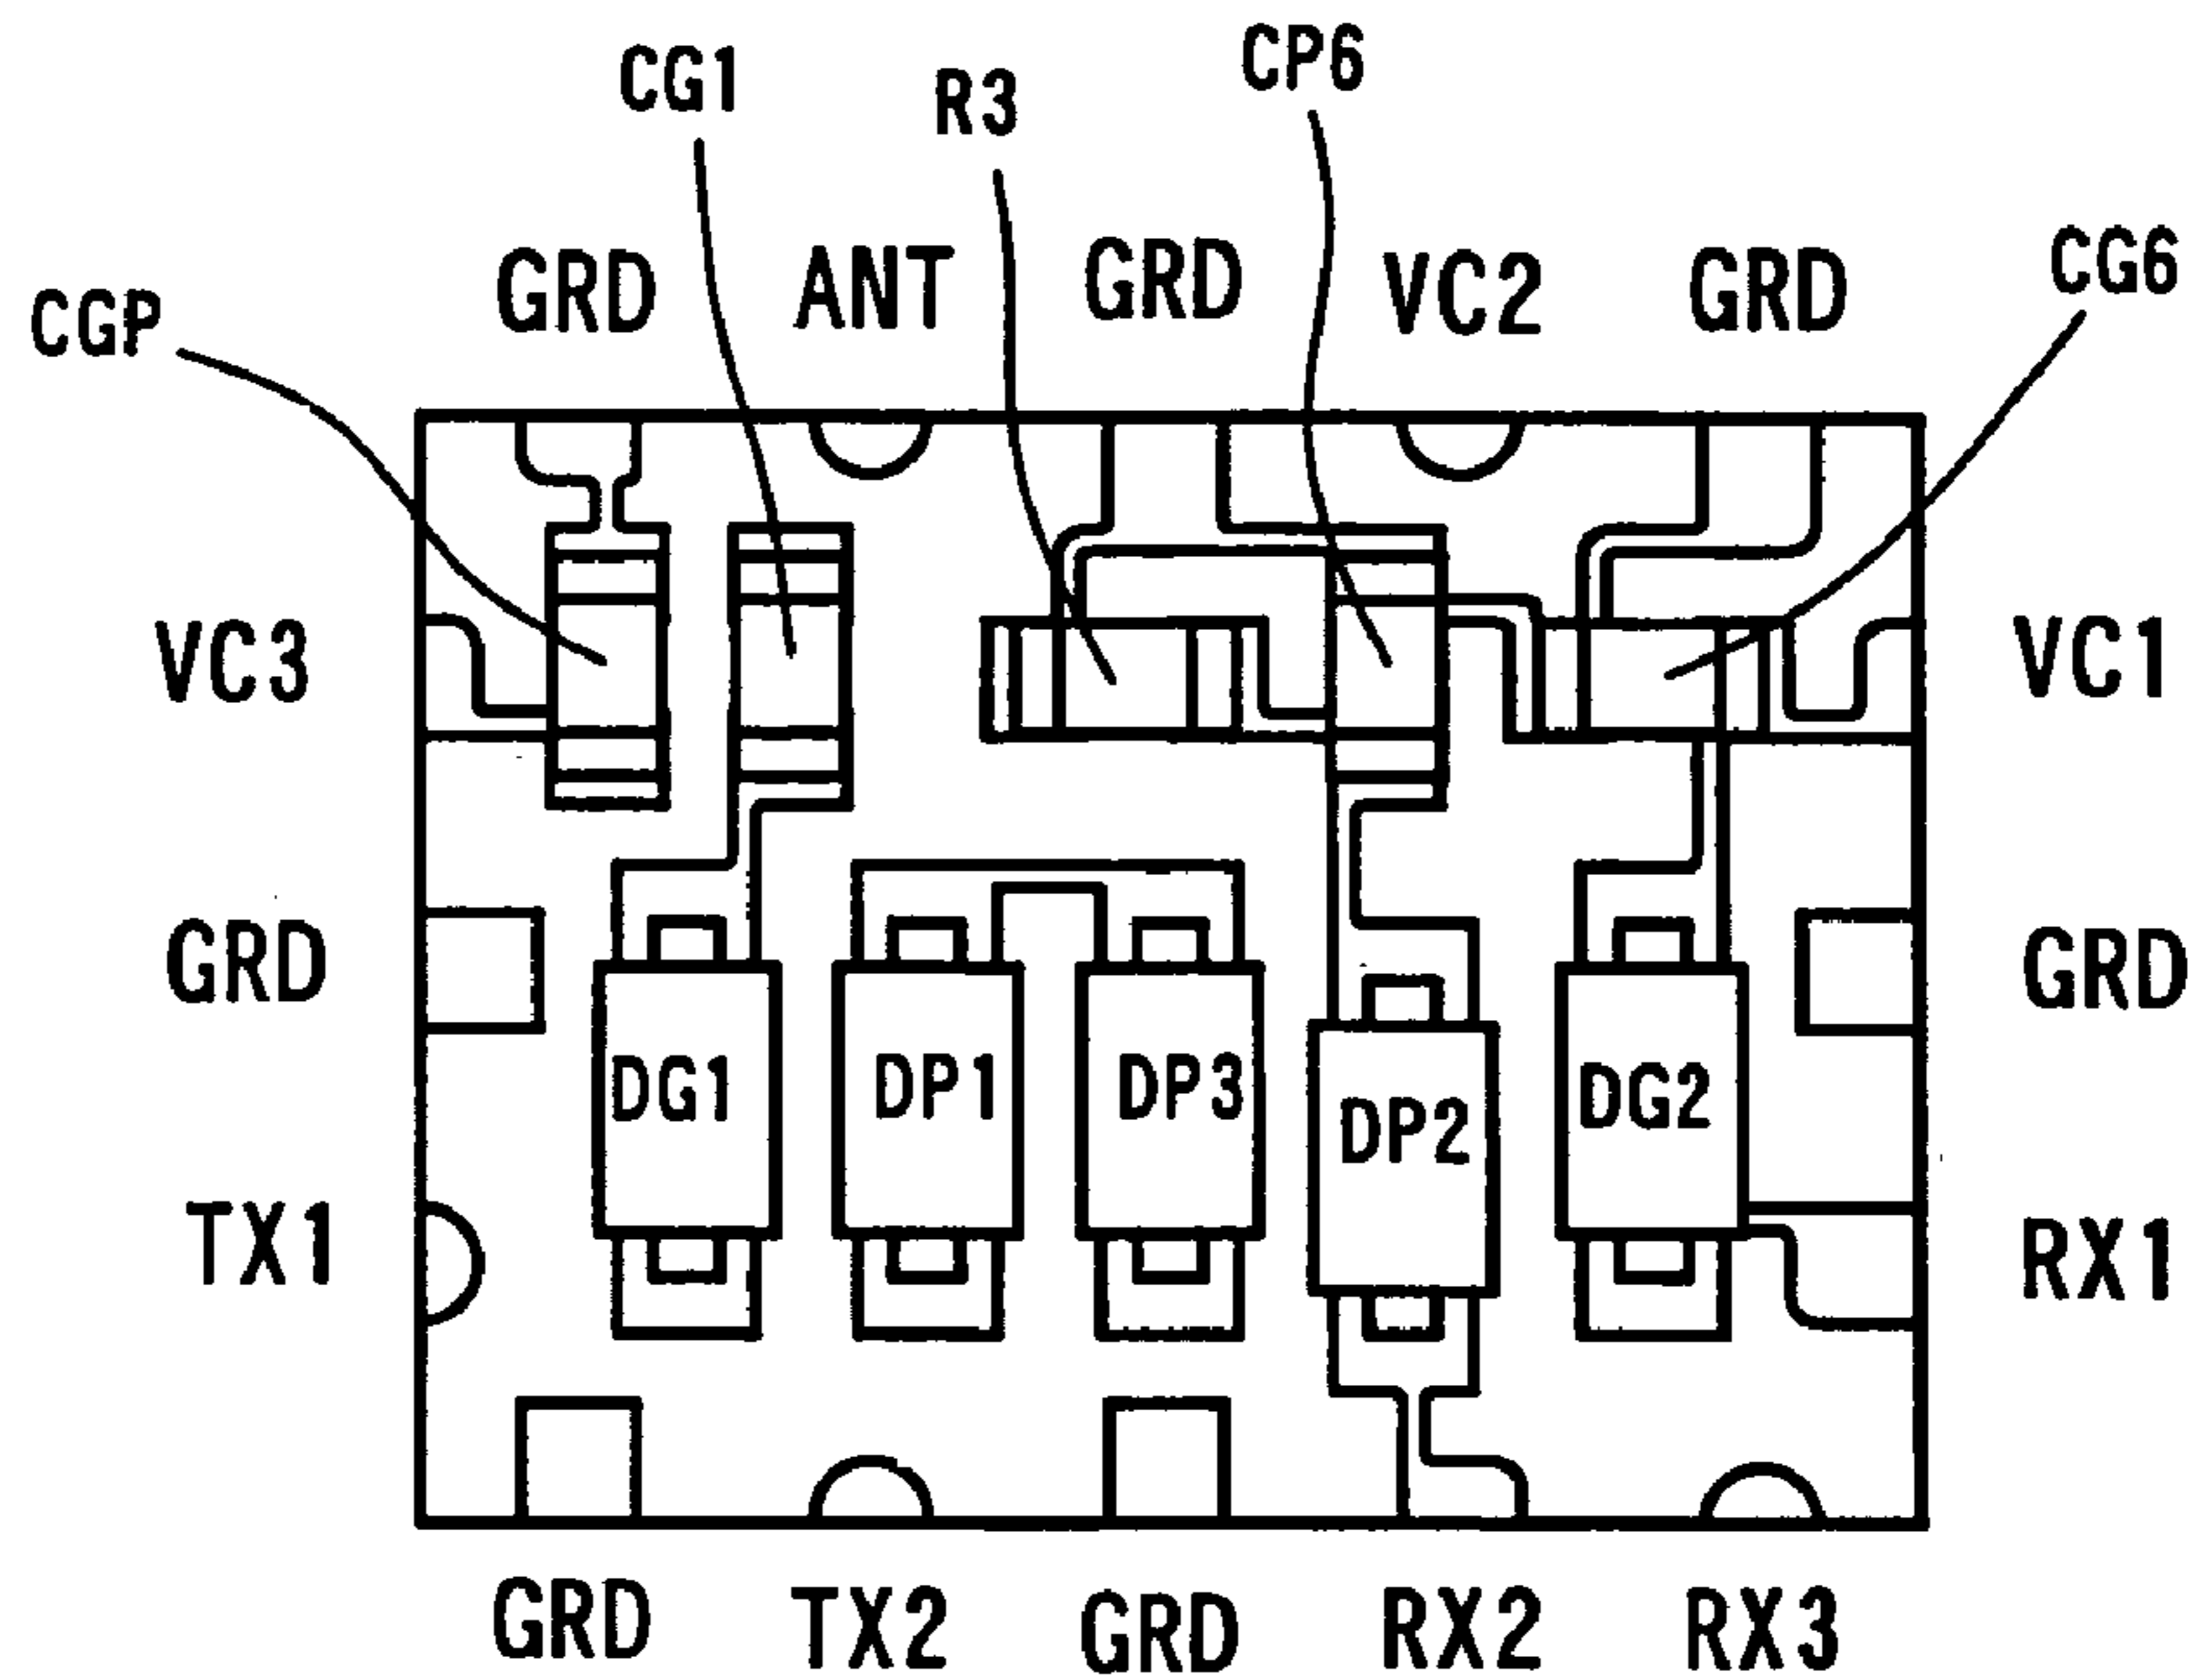 CG1 R3 CP6
CGP GRD ANT GRD VC2 GRD CG6
VC3 VC1
GRD GRD
DG1 DP1 DP3 DP2 DG2
TX1 RX1
GRD TX2 GRD RX2 RX3